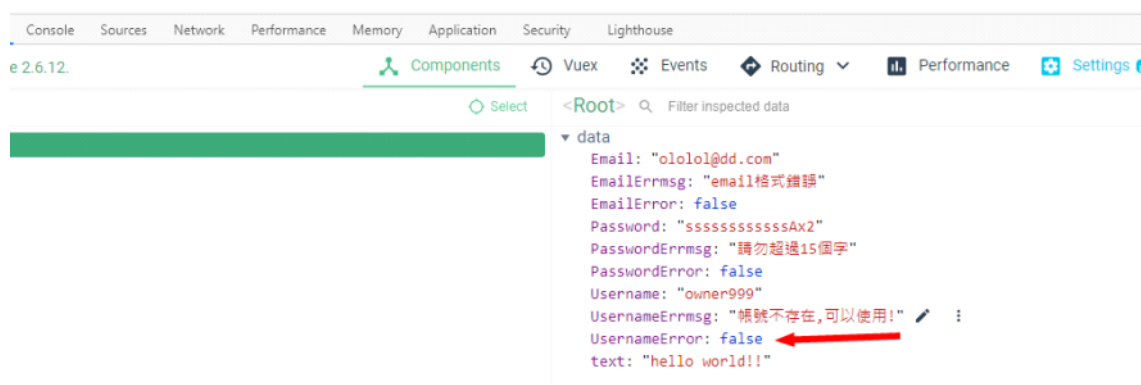 Console Sources Network Performance Memory Application Security Lighthouse
e 2.6.12. Components Vuex Events Routing Performance Settings
Select <Root> Filter inspected data
data
Email: "ololol@dd.com"
EmailErrmsg: "email格式錯誤"
EmailError: false
Password: "ssssssssssssAx2"
PasswordErrmsg: "請勿超過15個字"
PasswordError: false
Username: "owner999"
UsernameErrmsg: "帳號不存在,可以使用!"
UsernameError: false
text: "hello world!!"